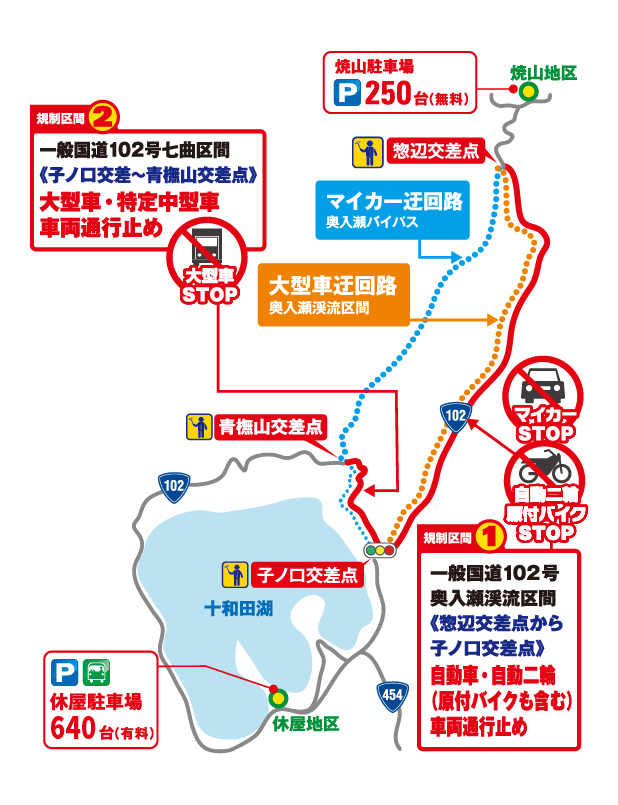 焼山駐車場
P 250台(無料)
焼山地区
規制区間 2
一般国道102号七曲区間
《子ノ口交差〜青橅山交差点》
大型車・特定中型車
車両通行止め
惣辺交差点
マイカー迂回路
奥入瀬バイパス
大型車
STOP
大型車迂回路
奥入瀬渓流区間
マイカー
STOP
102
青橅山交差点
自動二輪
原付バイク
STOP
102
規制区間 1
一般国道102号
奥入瀬渓流区間
《惣辺交差点から
子ノ口交差点》
自動車・自動二輪
(原付バイクも含む)
車両通行止め
子ノ口交差点
十和田湖
P
休屋駐車場
640台(有料)
454
休屋地区